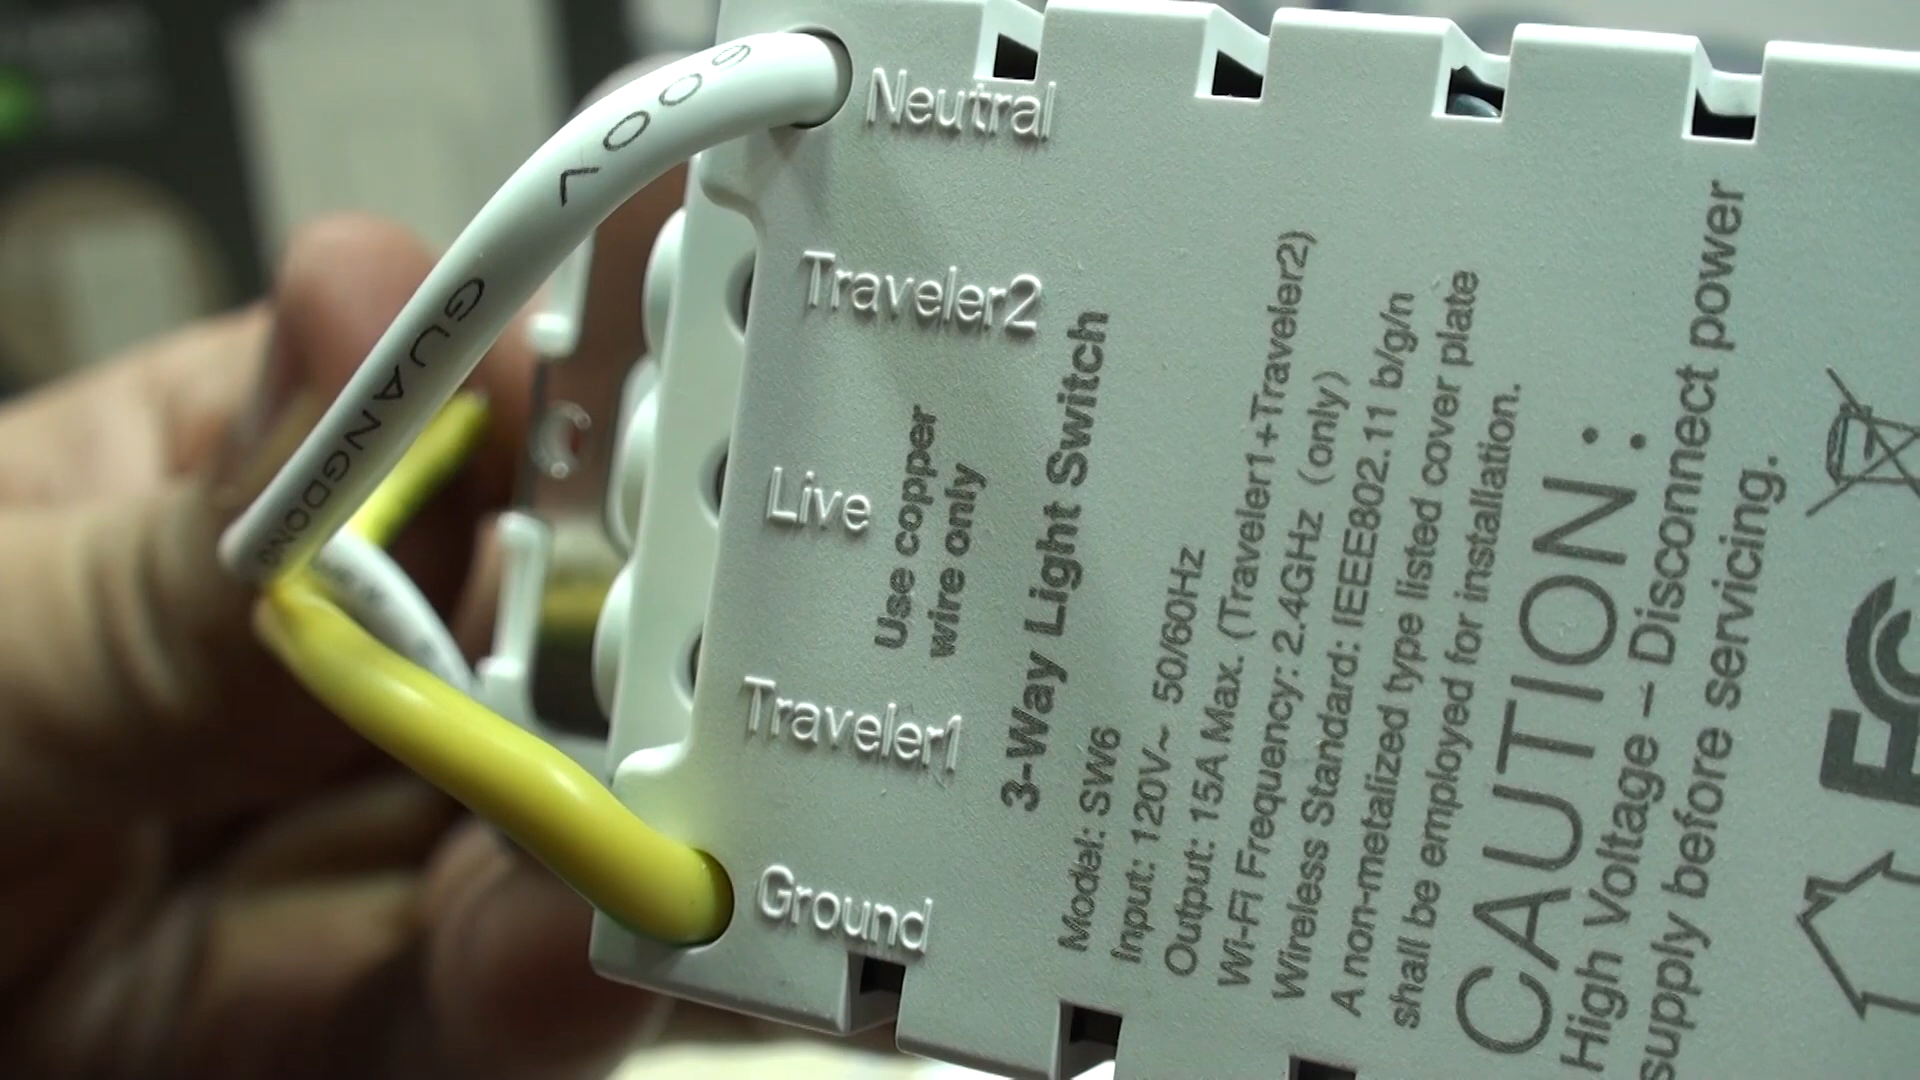 600V GUANGDONG
Neutral
Traveler2
Live
Traveler1
Ground
Use copper
wire only
3-Way Light Switch
Model: SW6
Input: 120V~ 50/60Hz
Output: 15A Max. (Traveler1+Traveler2)
Wi-Fi Frequency: 2.4GHz (only)
Wireless Standard: IEEE802.11 b/g/n
A non-metalized type listed cover plate
shall be employed for installation.
CAUTION:
High Voltage – Disconnect power
supply before servicing.
FC